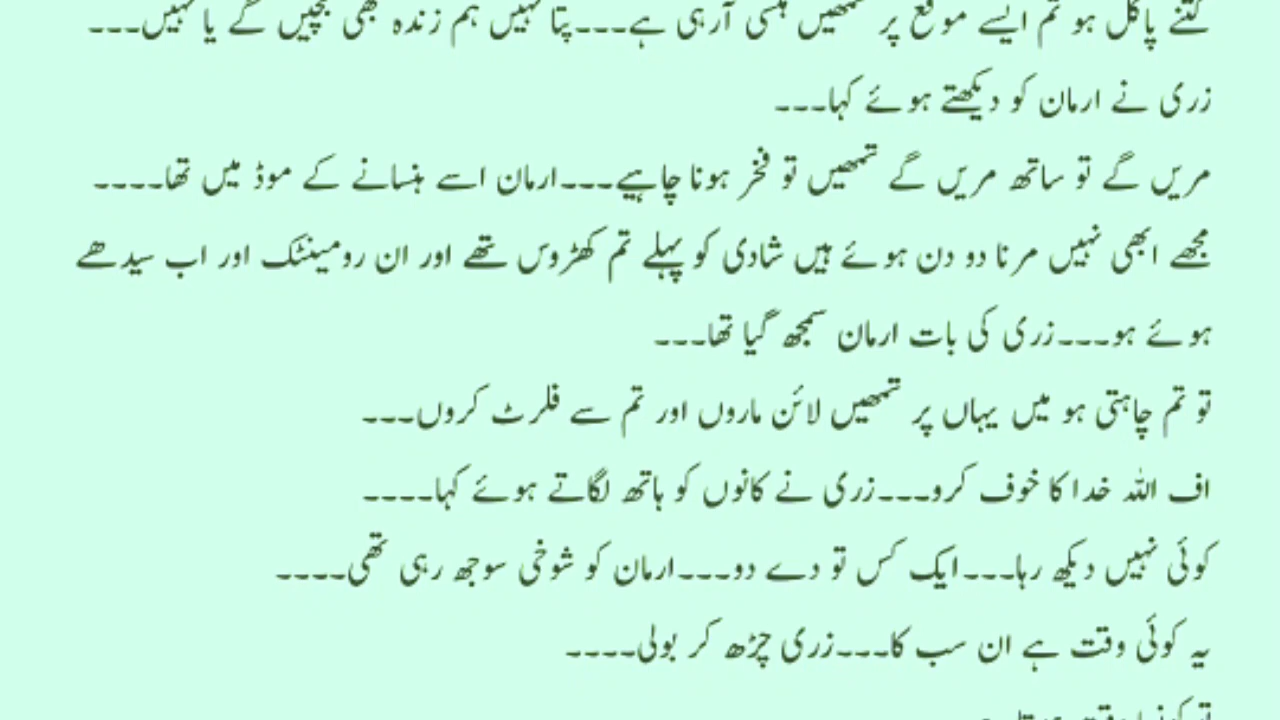 کتنے پاگل ہو تم ایسے موقع پر تمھیں ہنسی آرہی ہے۔۔۔پتا نہیں ہم زندہ بھی بچیں گے یا نہیں۔۔۔
زری نے ارمان کو دیکھتے ہوئے کہا۔۔۔
مریں گے تو ساتھ مریں گے تمھیں تو فخر ہونا چاہیے۔۔۔ارمان اسے ہنسانے کے موڈ میں تھا۔۔۔۔
مجھے ابھی نہیں مرنا دو دن ہوئے ہیں شادی کو پہلے تم کھڑوس تھے اور ان رومینٹک اور اب سیدھے
ہوئے ہو۔۔۔زری کی بات ارمان سمجھ گیا تھا۔۔۔
تو تم چاہتی ہو میں یہاں پر تمھیں لائن ماروں اور تم سے فلرٹ کروں۔۔۔
اف اللہ خدا کا خوف کرو۔۔۔زری نے کانوں کو ہاتھ لگاتے ہوئے کہا۔۔۔۔
کوئی نہیں دیکھ رہا۔۔۔ایک کس تو دے دو۔۔۔ارمان کو شوخی سوجھ رہی تھی۔۔۔۔
یہ کوئی وقت ہے ان سب کا۔۔۔زری چڑھ کر بولی۔۔۔۔